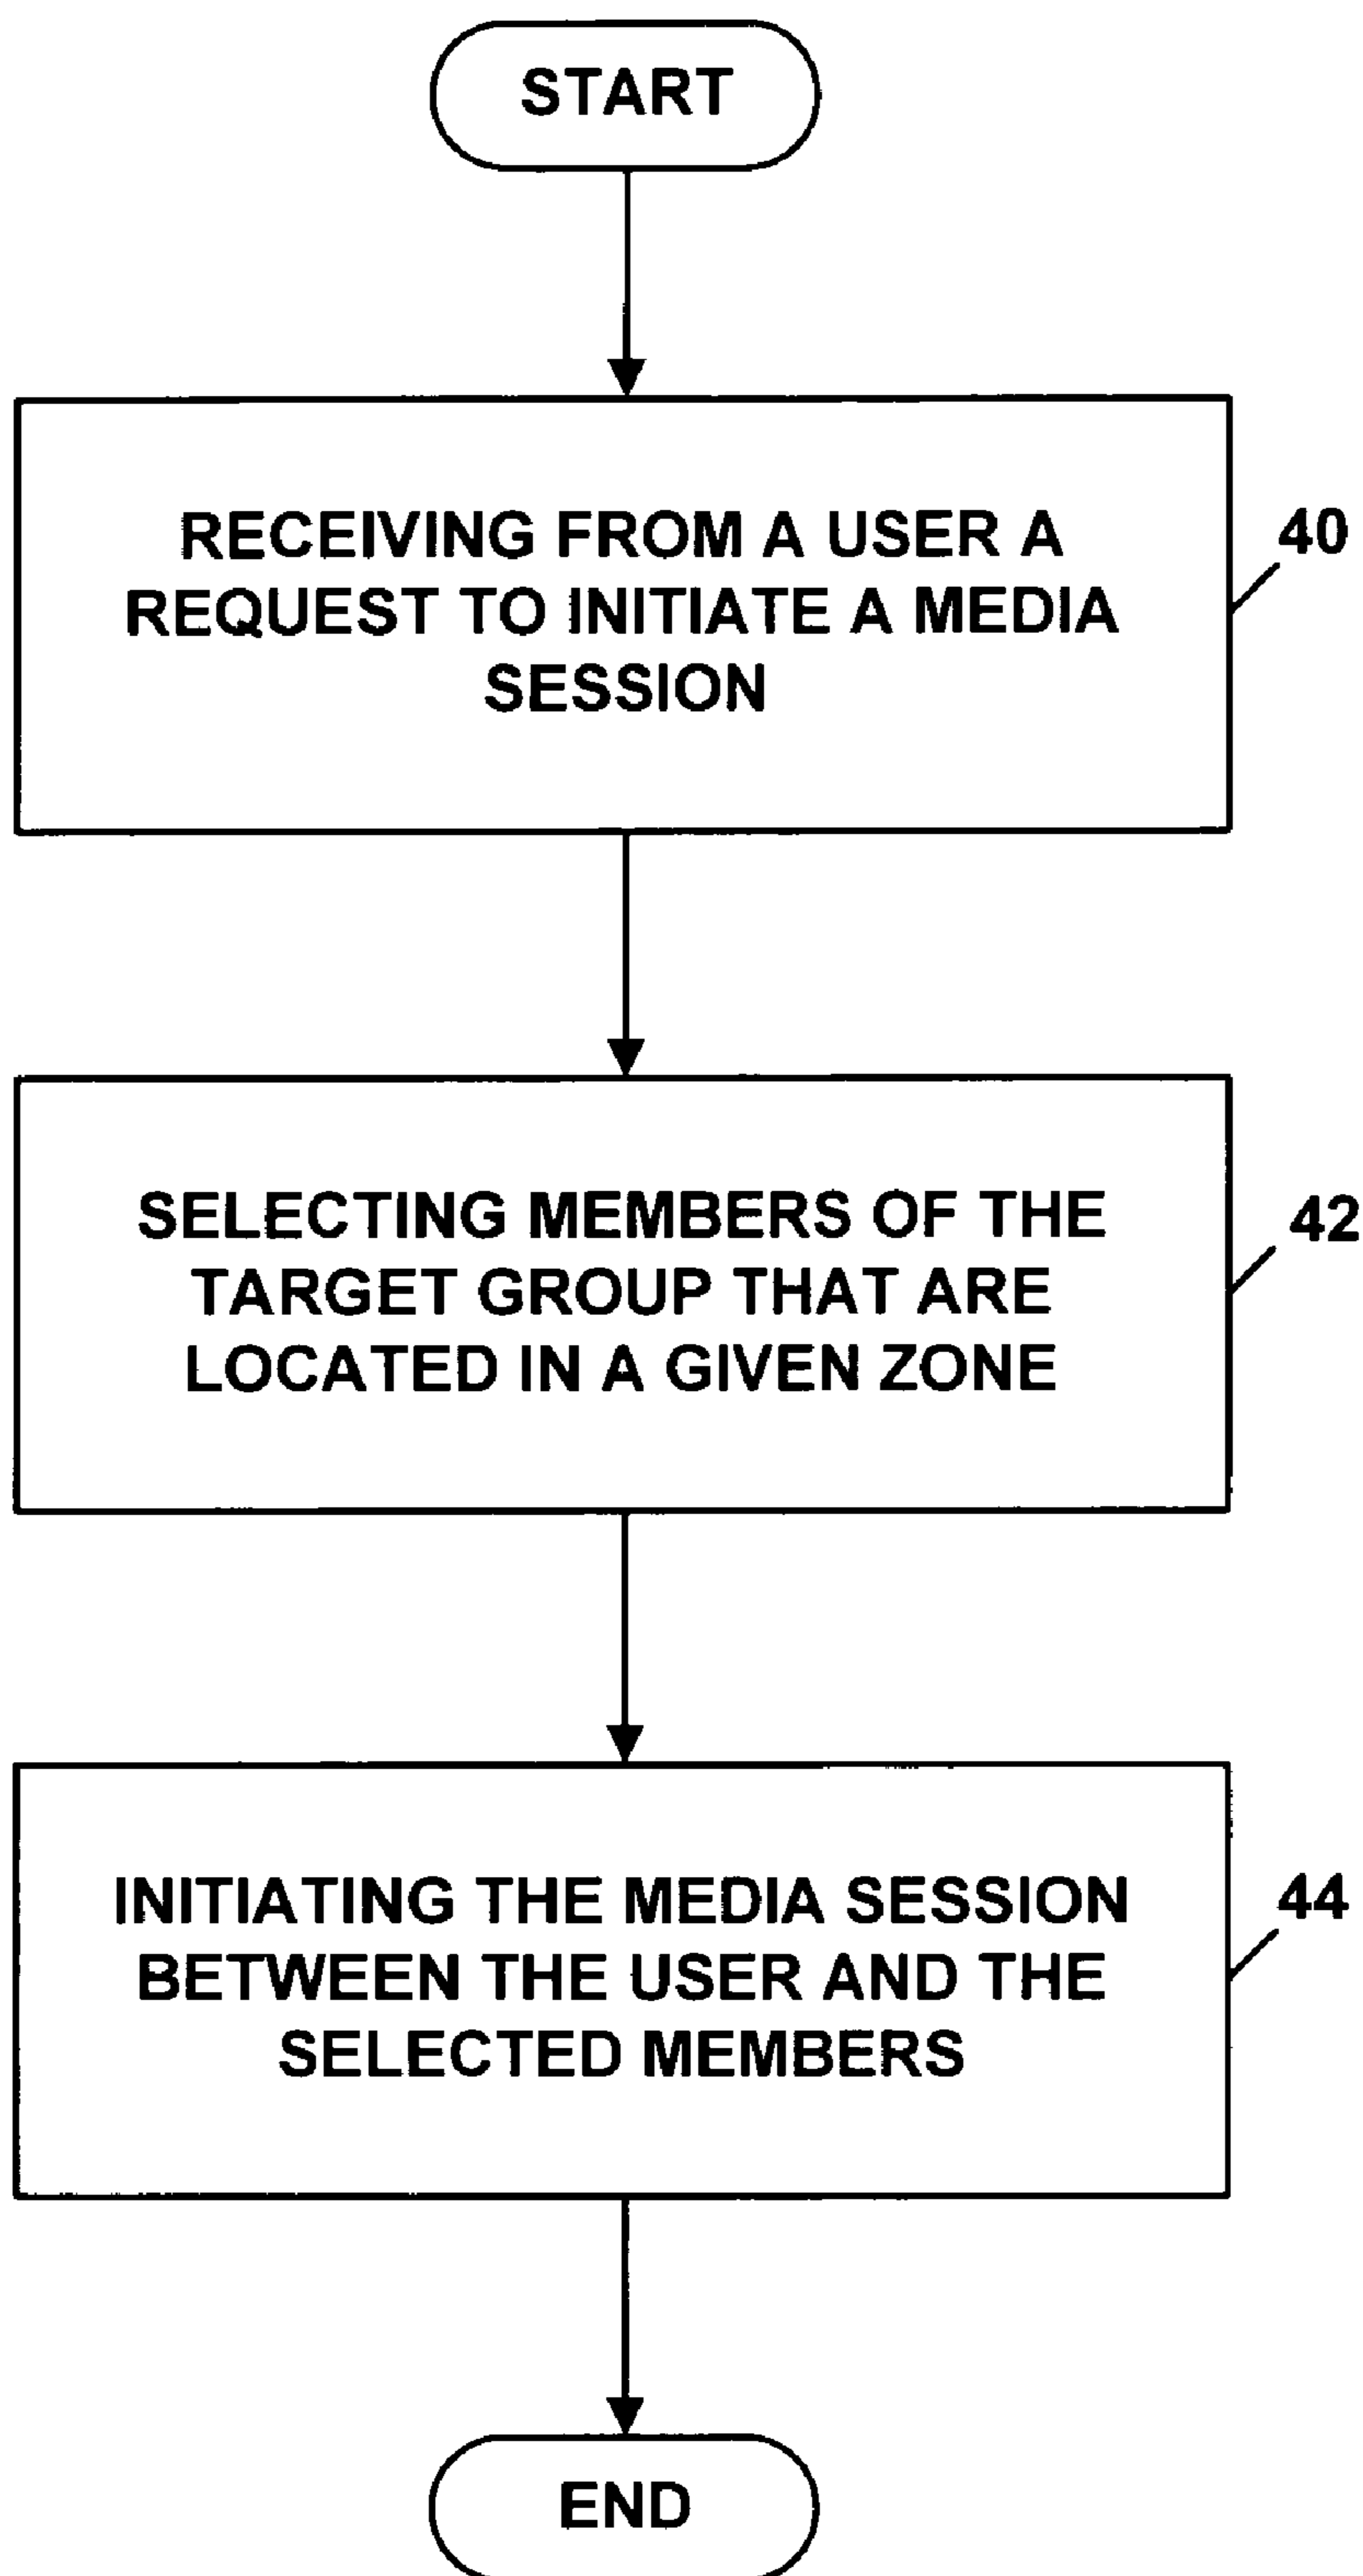 START
RECEIVING FROM A USER A
REQUEST TO INITIATE A MEDIA
SESSION
40
SELECTING MEMBERS OF THE
TARGET GROUP THAT ARE
LOCATED IN A GIVEN ZONE
42
INITIATING THE MEDIA SESSION
BETWEEN THE USER AND THE
SELECTED MEMBERS
44
END